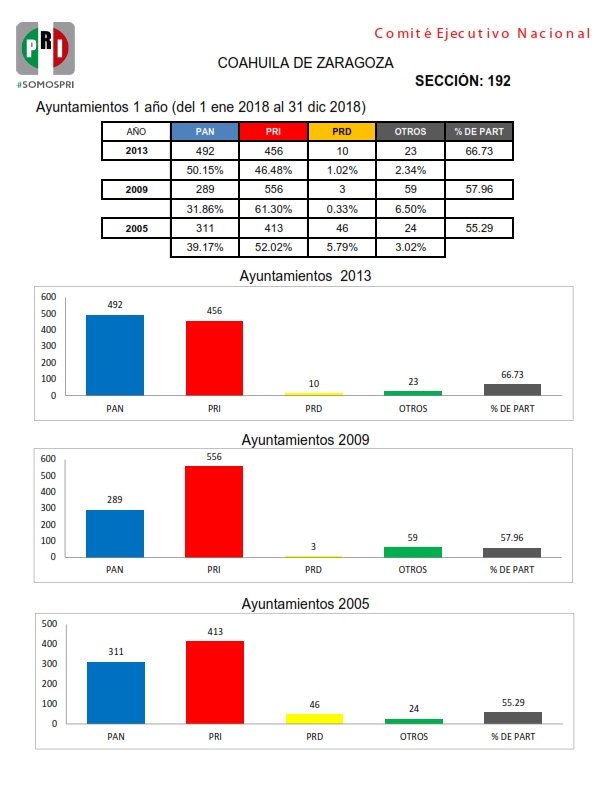 Comité Ejecutivo Nacional
PRI
#SOMOSPRI
COAHUILA DE ZARAGOZA
SECCIÓN: 192
Ayuntamientos 1 año (del 1 ene 2018 al 31 dic 2018)
AÑO PAN PRI PRD OTROS % DE PART
2013 492 456 10 23 66.73
50.15% 46.48% 1.02% 2.34%
2009 289 556 3 59 57.96
31.86% 61.30% 0.33% 6.50%
2005 311 413 46 24 55.29
39.17% 52.02% 5.79% 3.02%
Ayuntamientos 2013
600
500
400
300
200
100
0
492 456 10 23 66.73
PAN PRI PRD OTROS % DE PART
Ayuntamientos 2009
600
500
400
300
200
100
0
289 556 3 59 57.96
PAN PRI PRD OTROS % DE PART
Ayuntamientos 2005
500
400
300
200
100
0
311 413 46 24 55.29
PAN PRI PRD OTROS % DE PART